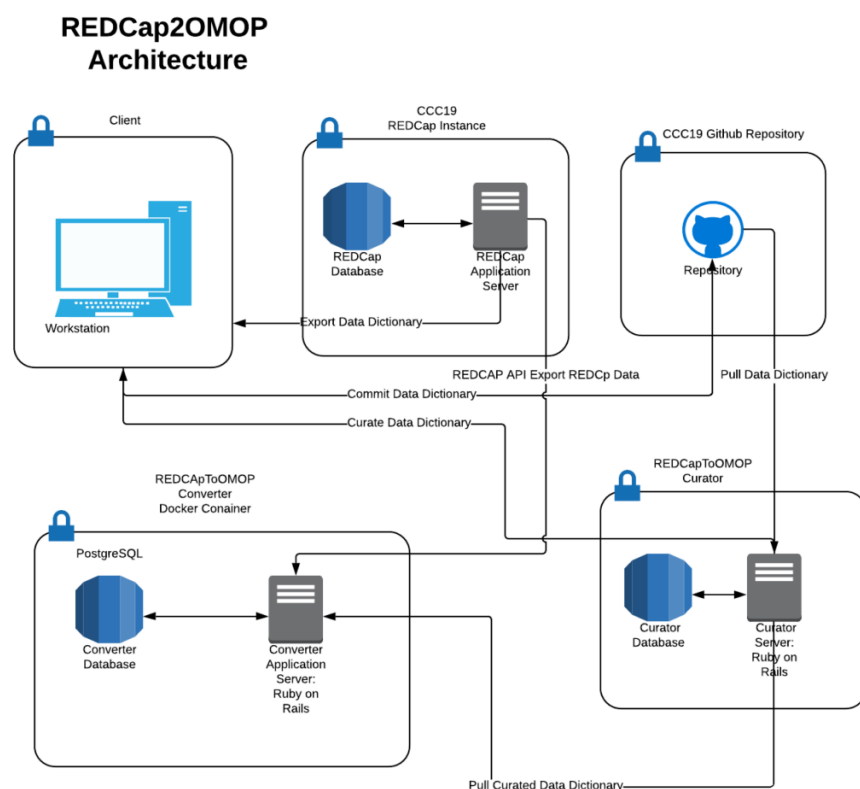 REDCap2OMOP
Architecture
Client
CCC19
REDCap Instance
CCC19 Github Repository
REDCap
Database
REDCap
Application
Server
Repository
Workstation
Export Data Dictionary
REDCAP API Export REDCp Data
Pull Data Dictionary
Commit Data Dictionary
Curate Data Dictionary
REDCApToOMOP
Converter
Docker Conainer
REDCapToOMOP
Curator
PostgreSQL
Converter
Database
Converter
Application
Server:
Ruby on
Rails
Curator
Database
Curator
Server:
Ruby on
Rails
Pull Curated Data Dictionary